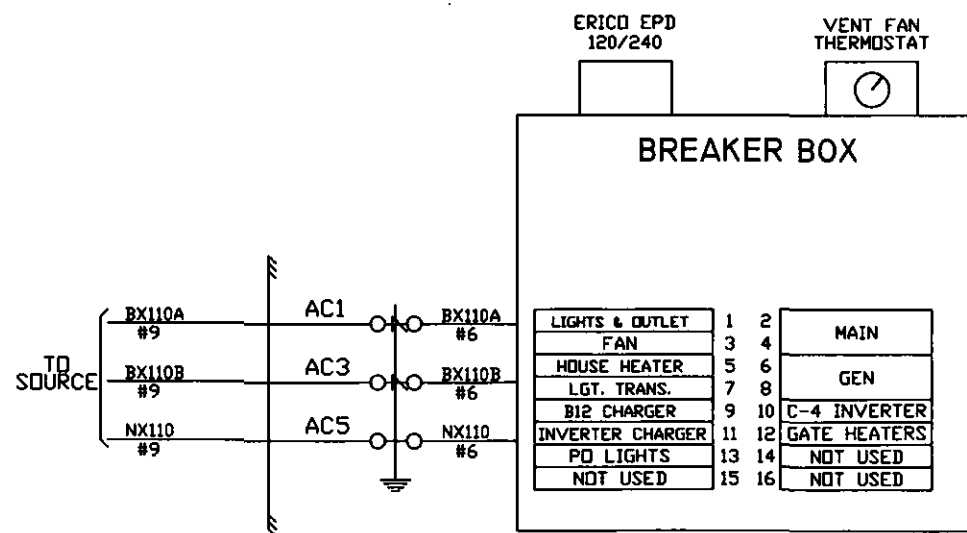 ERICO EPD
120/240
VENT FAN
THERMOSTAT
BREAKER BOX
TO
SOURCE
BX110A
#9
AC1
BX110A
#6
BX110B
#9
AC3
BX110B
#6
NX110
#9
AC5
NX110
#6
LIGHTS & OUTLET 1 2 MAIN
FAN 3 4
HOUSE HEATER 5 6 GEN
LGT. TRANS. 7 8
B12 CHARGER 9 10 C-4 INVERTER
INVERTER CHARGER 11 12 GATE HEATERS
PO LIGHTS 13 14 NOT USED
NOT USED 15 16 NOT USED